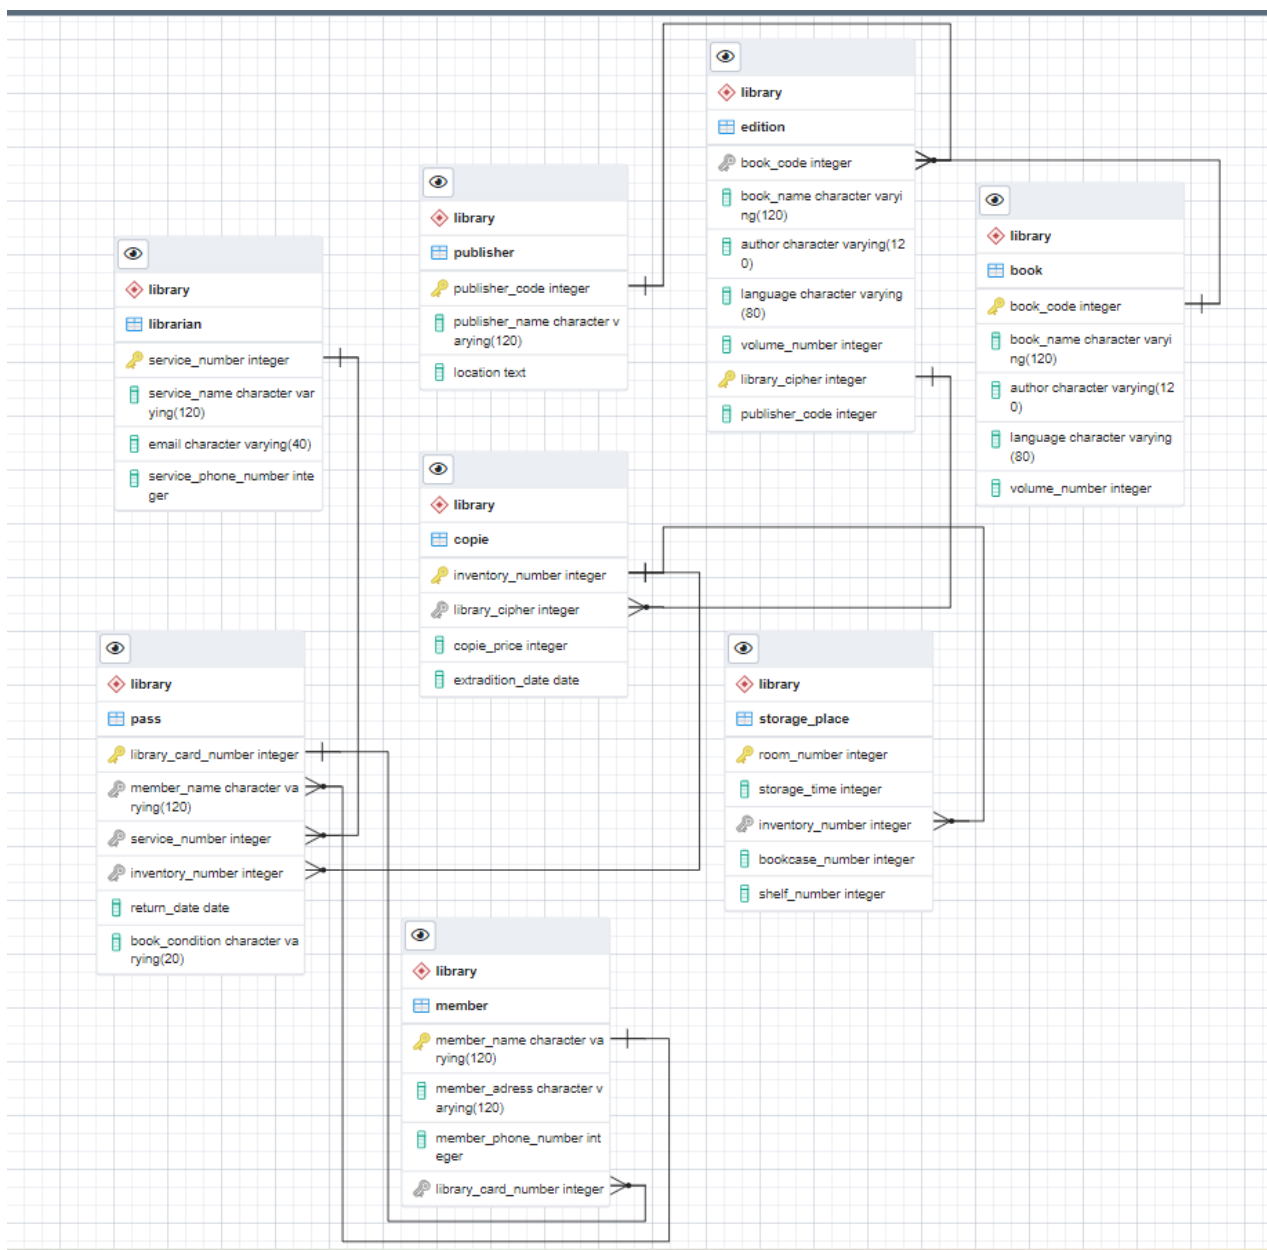 library
edition
book_code integer
book_name character varyi
ng(120)
author character varying(12
0)
language character varying
(80)
volume_number integer
library_cipher integer
publisher_code integer
library
publisher
publisher_code integer
publisher_name character v
arying(120)
location text
library
book
book_code integer
book_name character varyi
ng(120)
author character varying(12
0)
language character varying
(80)
volume_number integer
library
librarian
service_number integer
service_name character var
ying(120)
email character varying(40)
service_phone_number inte
ger
library
copie
inventory_number integer
library_cipher integer
copie_price integer
extradition_date date
library
pass
library_card_number integer
member_name character va
rying(120)
service_number integer
inventory_number integer
return_date date
book_condition character va
rying(20)
library
storage_place
room_number integer
storage_time integer
inventory_number integer
bookcase_number integer
shelf_number integer
library
member
member_name character va
rying(120)
member_adress character v
arying(120)
member_phone_number int
eger
library_card_number integer